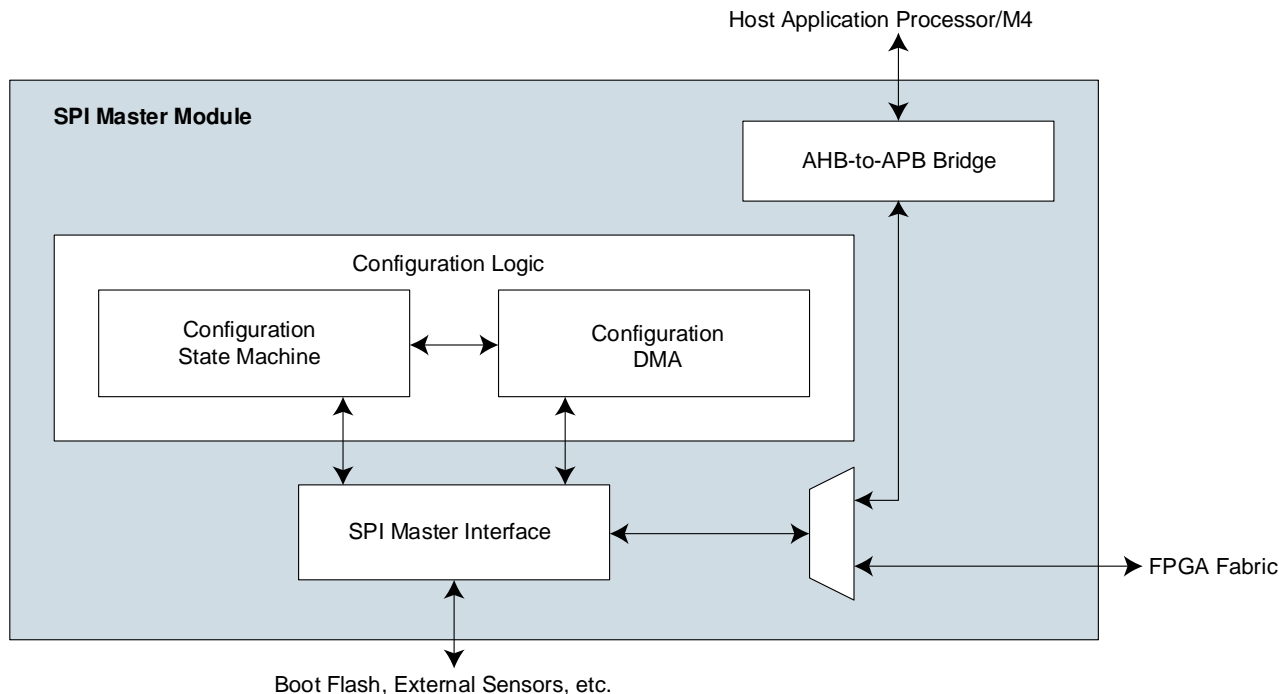 Host Application Processor/M4
SPI Master Module
AHB-to-APB Bridge
Configuration Logic
Configuration
State Machine
Configuration
DMA
SPI Master Interface
FPGA Fabric
Boot Flash, External Sensors, etc.